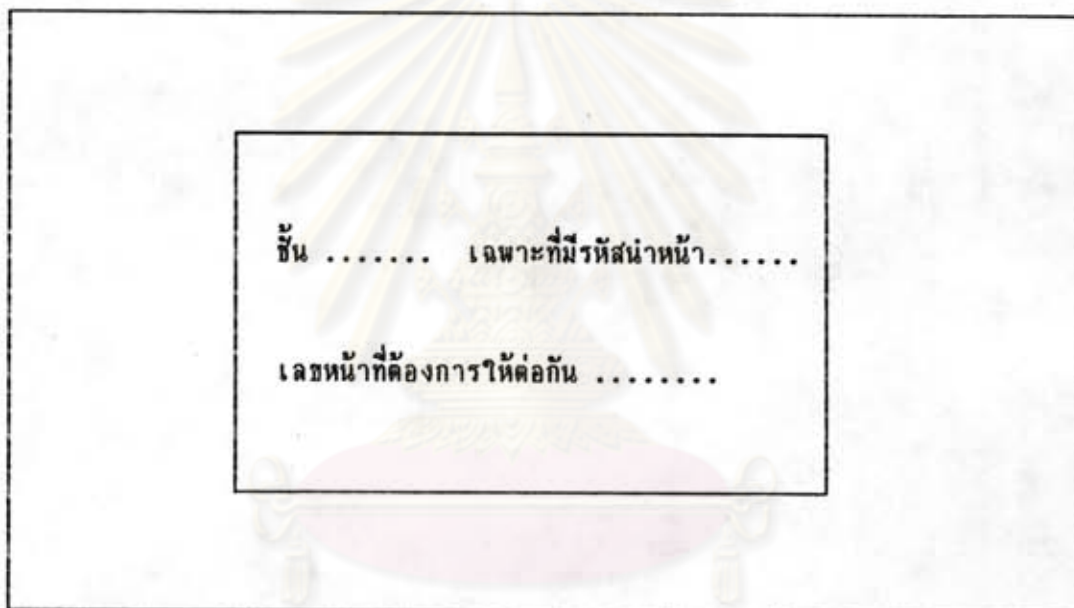 ชั้น ....... เฉพาะที่มีรหัสนำหน้า......
เลขหน้าที่ต้องการให้ต่อกัน ........